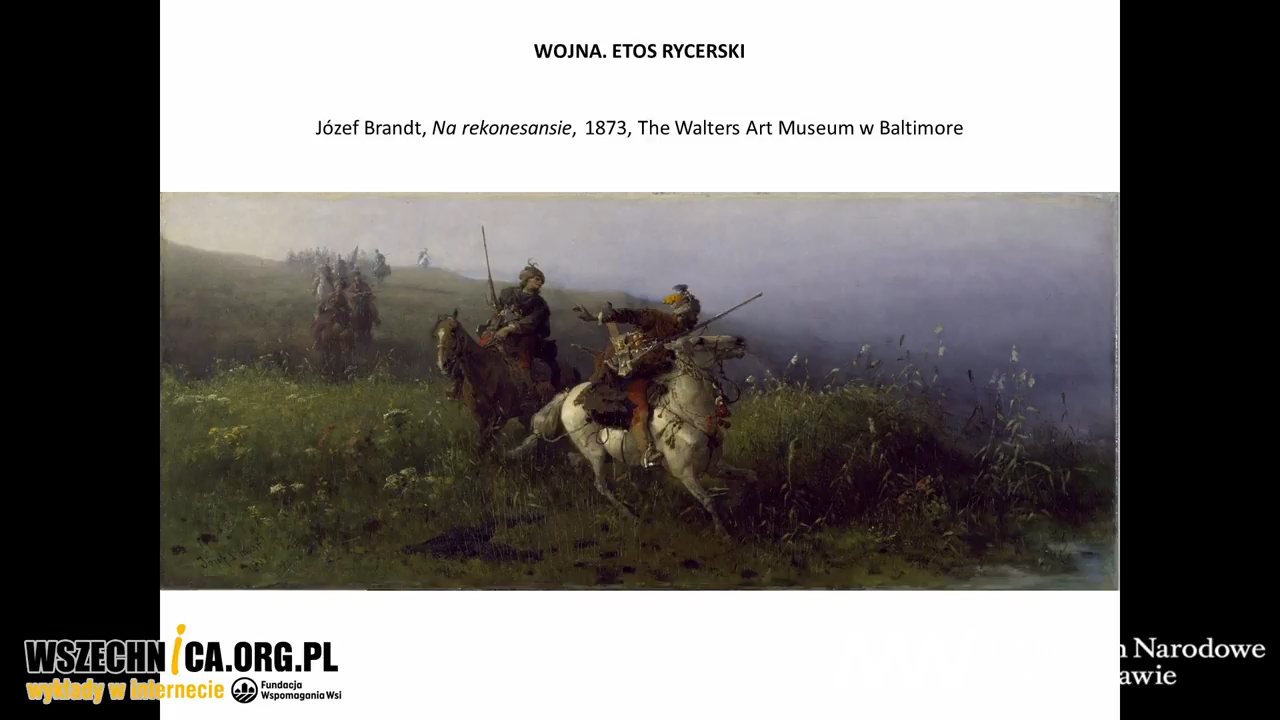 WOJNA. ETOS RYCERSKI
Józef Brandt, Na rekonesansie, 1873, The Walters Art Museum w Baltimore
WSZECHNiCA.ORG.PL
wykłady w internecie
Fundacja
Wspomagania Wsi
Narodowe